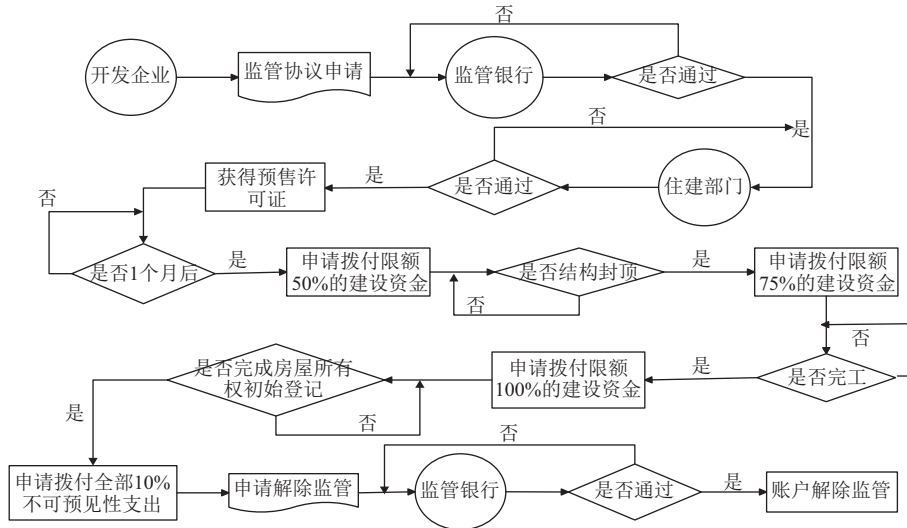 否
开发企业
监管协议申请
监管银行
是否通过
否
是
获得预售许
可证
是
是否通过
住建部门
否
是否1个月后
是
申请拨付限额
50%的建设资金
否
是否结构封顶
是
申请拨付限额
75%的建设资金
否
是否完成房屋所有
权初始登记
否
申请拨付限额
100%的建设资金
是
是否完工
是
申请拨付全部10%
不可预见性支出
申请解除监管
否
监管银行
是否通过
是
账户解除监管